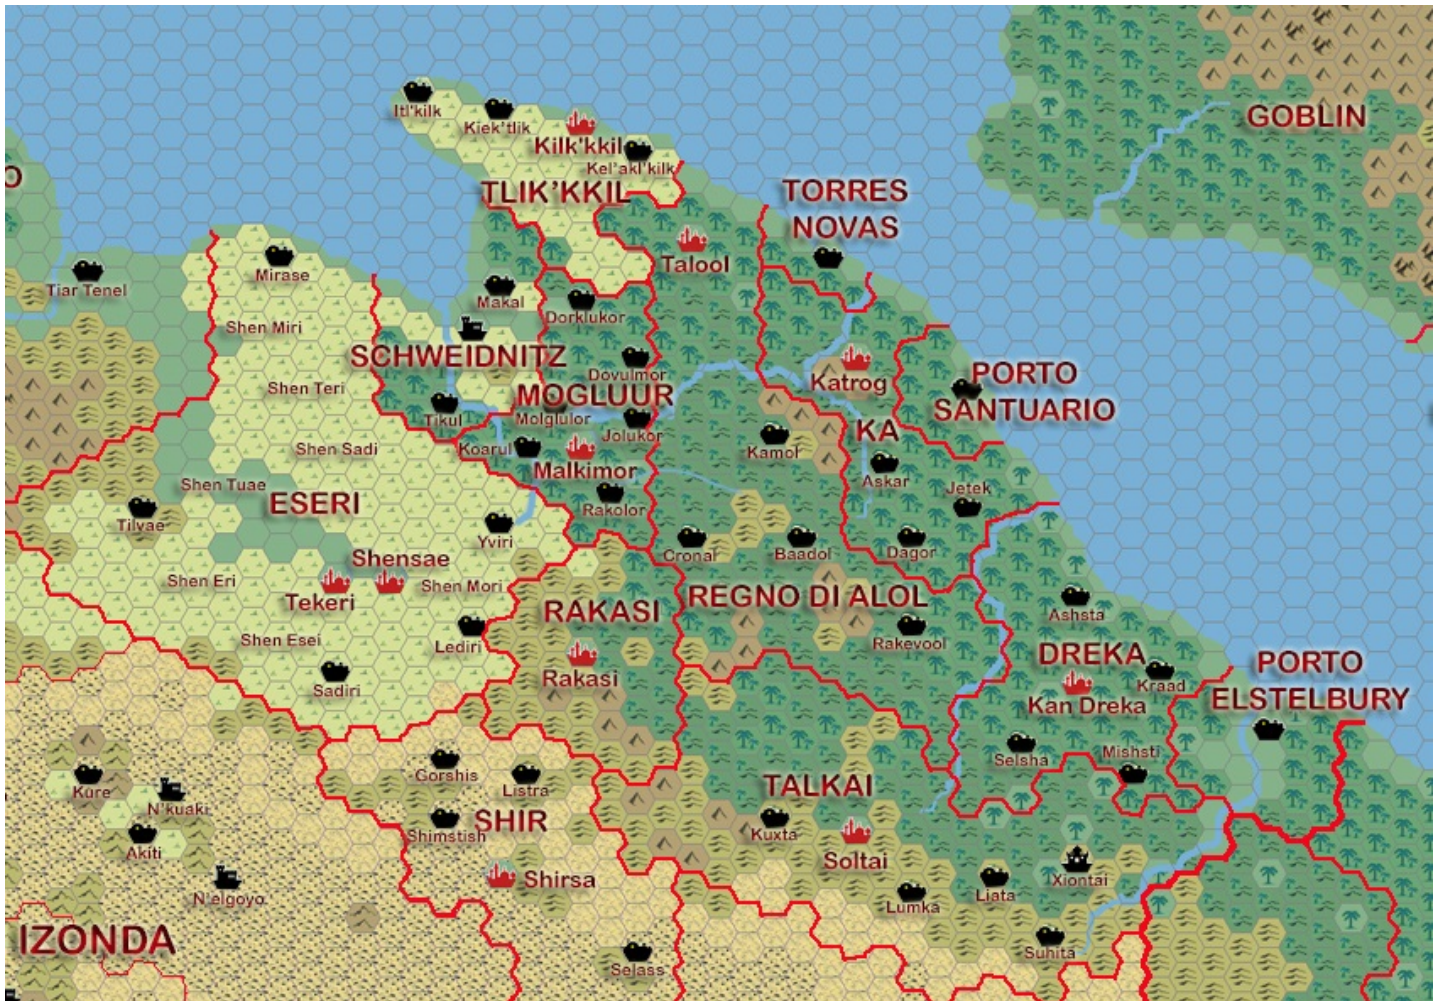 Itl'kilk
Kiek'tlik
GOBLIN
Kilk'kkil
Kel'akl'kilk
O
TLIK'KKIL
TORRES
NOVAS
Talool
Mirase
Tiar Tenel
Makal
Dorklukor
Shen Miri
SCHWEIDNITZ
Dovulmor
Katrog
PORTO
SANTUARIO
Shen Teri
MOGLUUR
Tikul
Molglulor
Jolukor
KA
Shen Sadi
Koarul
Kamol
Malkimor
Askar
Jetek
Shen Tuae
ESERI
Rakolor
Tilvae
Yviri
Cronal
Baadol
Dagor
Shensae
Shen Eri
Tekeri
Shen Mori
RAKASI
REGNO DI ALOL
Ashsta
Shen Esei
Lediri
Rakevool
DREKA
PORTO
ELSTELBURY
Sadiri
Rakasi
Kraad
Kan Dreka
Selsha
Mishsti
Gorshis
Listra
TALKAI
Kure
N'kuaki
Shimstish
SHIR
Kuxta
Akiti
Soltai
Shirsa
Xiontai
N'elgoyo
Lumka
Liata
IZONDA
Selass
Suhita